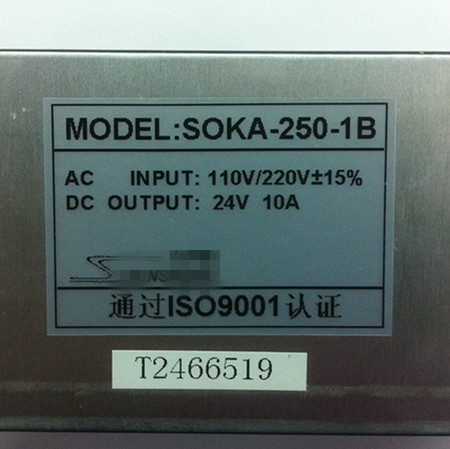 MODEL:SOKA-250-1B
AC INPUT: 110V/220V±15%
DC OUTPUT: 24V 10A
通过ISO9001认证
T2466519